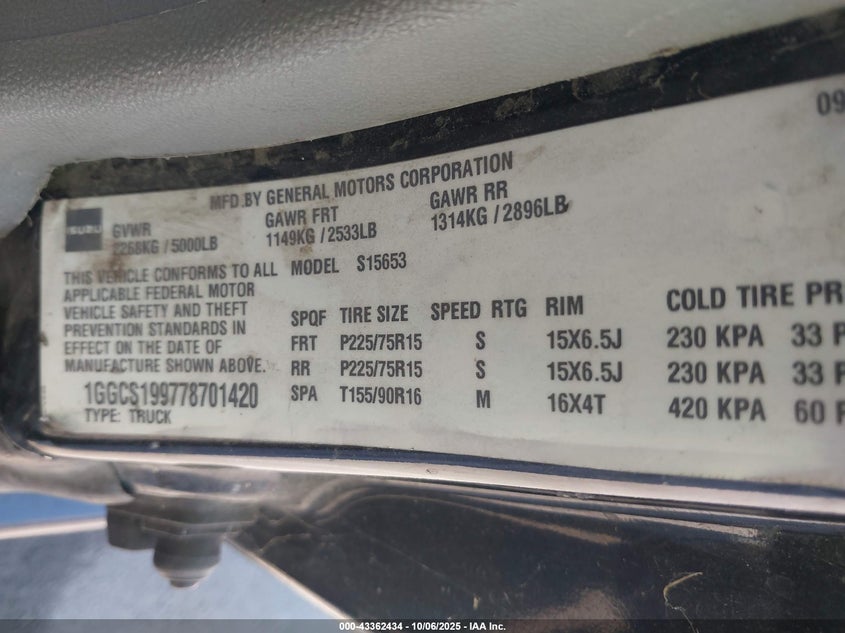 09
MFD.BY GENERAL MOTORS CORPORATION
ISUZU
GVWR GAWR FRT GAWR RR
2268KG / 5000LB 1149KG / 2533LB 1314KG / 2896LB
THIS VEHICLE CONFORMS TO ALL
APPLICABLE FEDERAL MOTOR
VEHICLE SAFETY AND THEFT
PREVENTION STANDARDS IN
EFFECT ON THE DATE OF
MANUFACTURE SHOWN ABOVE.
1GGCS199778701420
TYPE: TRUCK
MODEL S15653
SPQF TIRE SIZE SPEED RTG RIM COLD TIRE PR
FRT P225/75R15 S 15X6.5J 230 KPA 33 P
RR P225/75R15 S 15X6.5J 230 KPA 33 P
SPA T155/90R16 M 16X4T 420 KPA 60 P
000-43362434 - 10/06/2025 - IAA Inc.